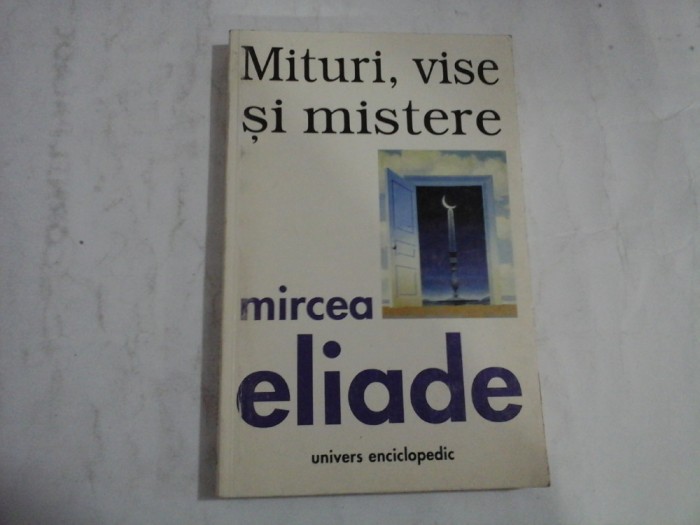 Mituri, vise
și mistere
mircea
eliade
univers enciclopedic